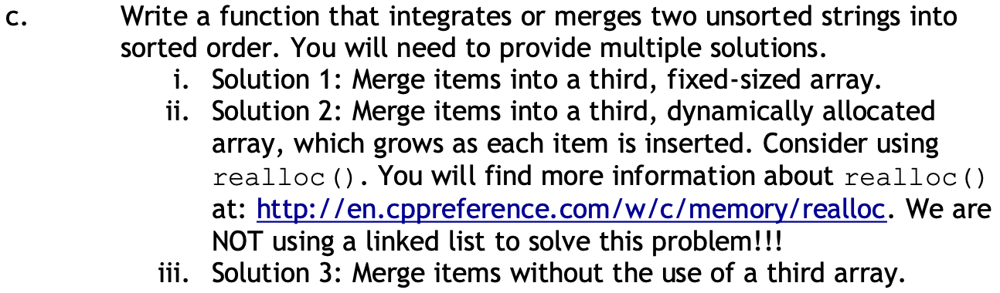 c. Write a function that integrates or merges two unsorted strings into
sorted order. You will need to provide multiple solutions.
i. Solution 1: Merge items into a third, fixed-sized array.
ii. Solution 2: Merge items into a third, dynamically allocated
array, which grows as each item is inserted. Consider using
realloc(). You will find more information about realloc()
at: http://en.cppreference.com/w/c/memory/realloc. We are
NOT using a linked list to solve this problem!!!
iii. Solution 3: Merge items without the use of a third array.